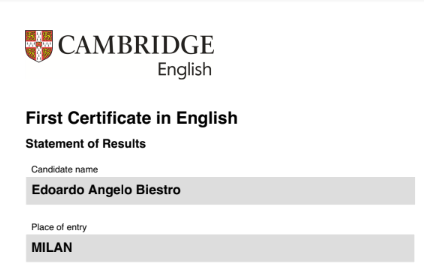 CAMBRIDGE
English
First Certificate in English
Statement of Results
Candidate name
Edoardo Angelo Biestro
Place of entry
MILAN